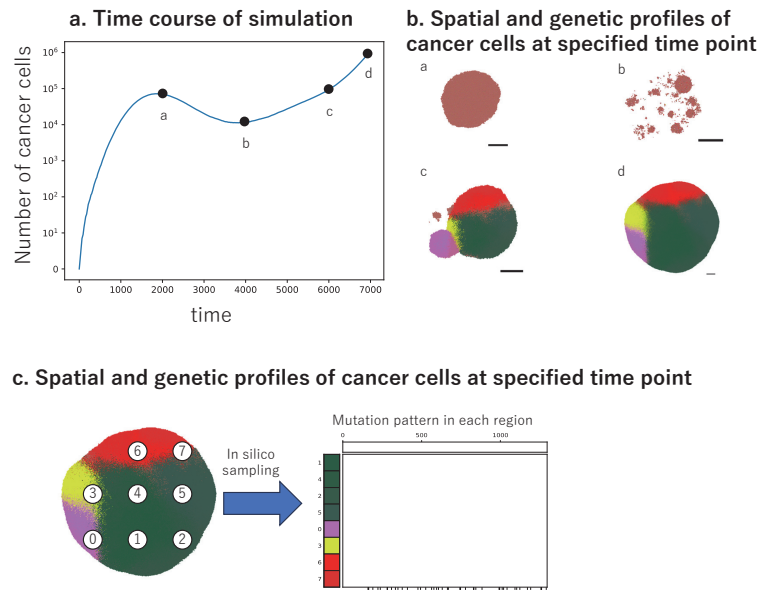 a. Time course of simulation
Number of cancer cells
10⁶
10⁵
10⁴
10³
10²
10¹
0
a
b
c
d
0 1000 2000 3000 4000 5000 6000 7000
time
b. Spatial and genetic profiles of
cancer cells at specified time point
a
b
c
d
c. Spatial and genetic profiles of cancer cells at specified time point
6 7
3 4 5
0 1 2
In silico
sampling
Mutation pattern in each region
0 500 1000
1
4
2
5
0
3
6
7